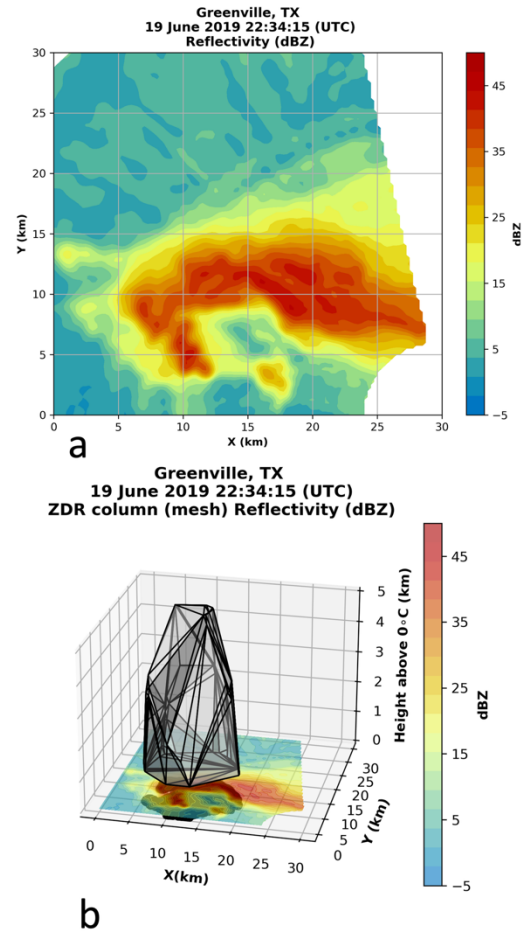 Greenville, TX
19 June 2019 22:34:15 (UTC)
Reflectivity (dBZ)
30
25
20
15
10
5
0
Y (km)
0 5 10 15 20 25 30
X (km)
45
35
25
15
5
−5
dBZ
a
Greenville, TX
19 June 2019 22:34:15 (UTC)
ZDR column (mesh) Reflectivity (dBZ)
5
4
3
2
1
0
Height above 0∘C (km)
30
25
20
15
10
5
0
Y (km)
0 5 10 15 20 25 30
X(km)
45
35
25
15
5
−5
dBZ
b